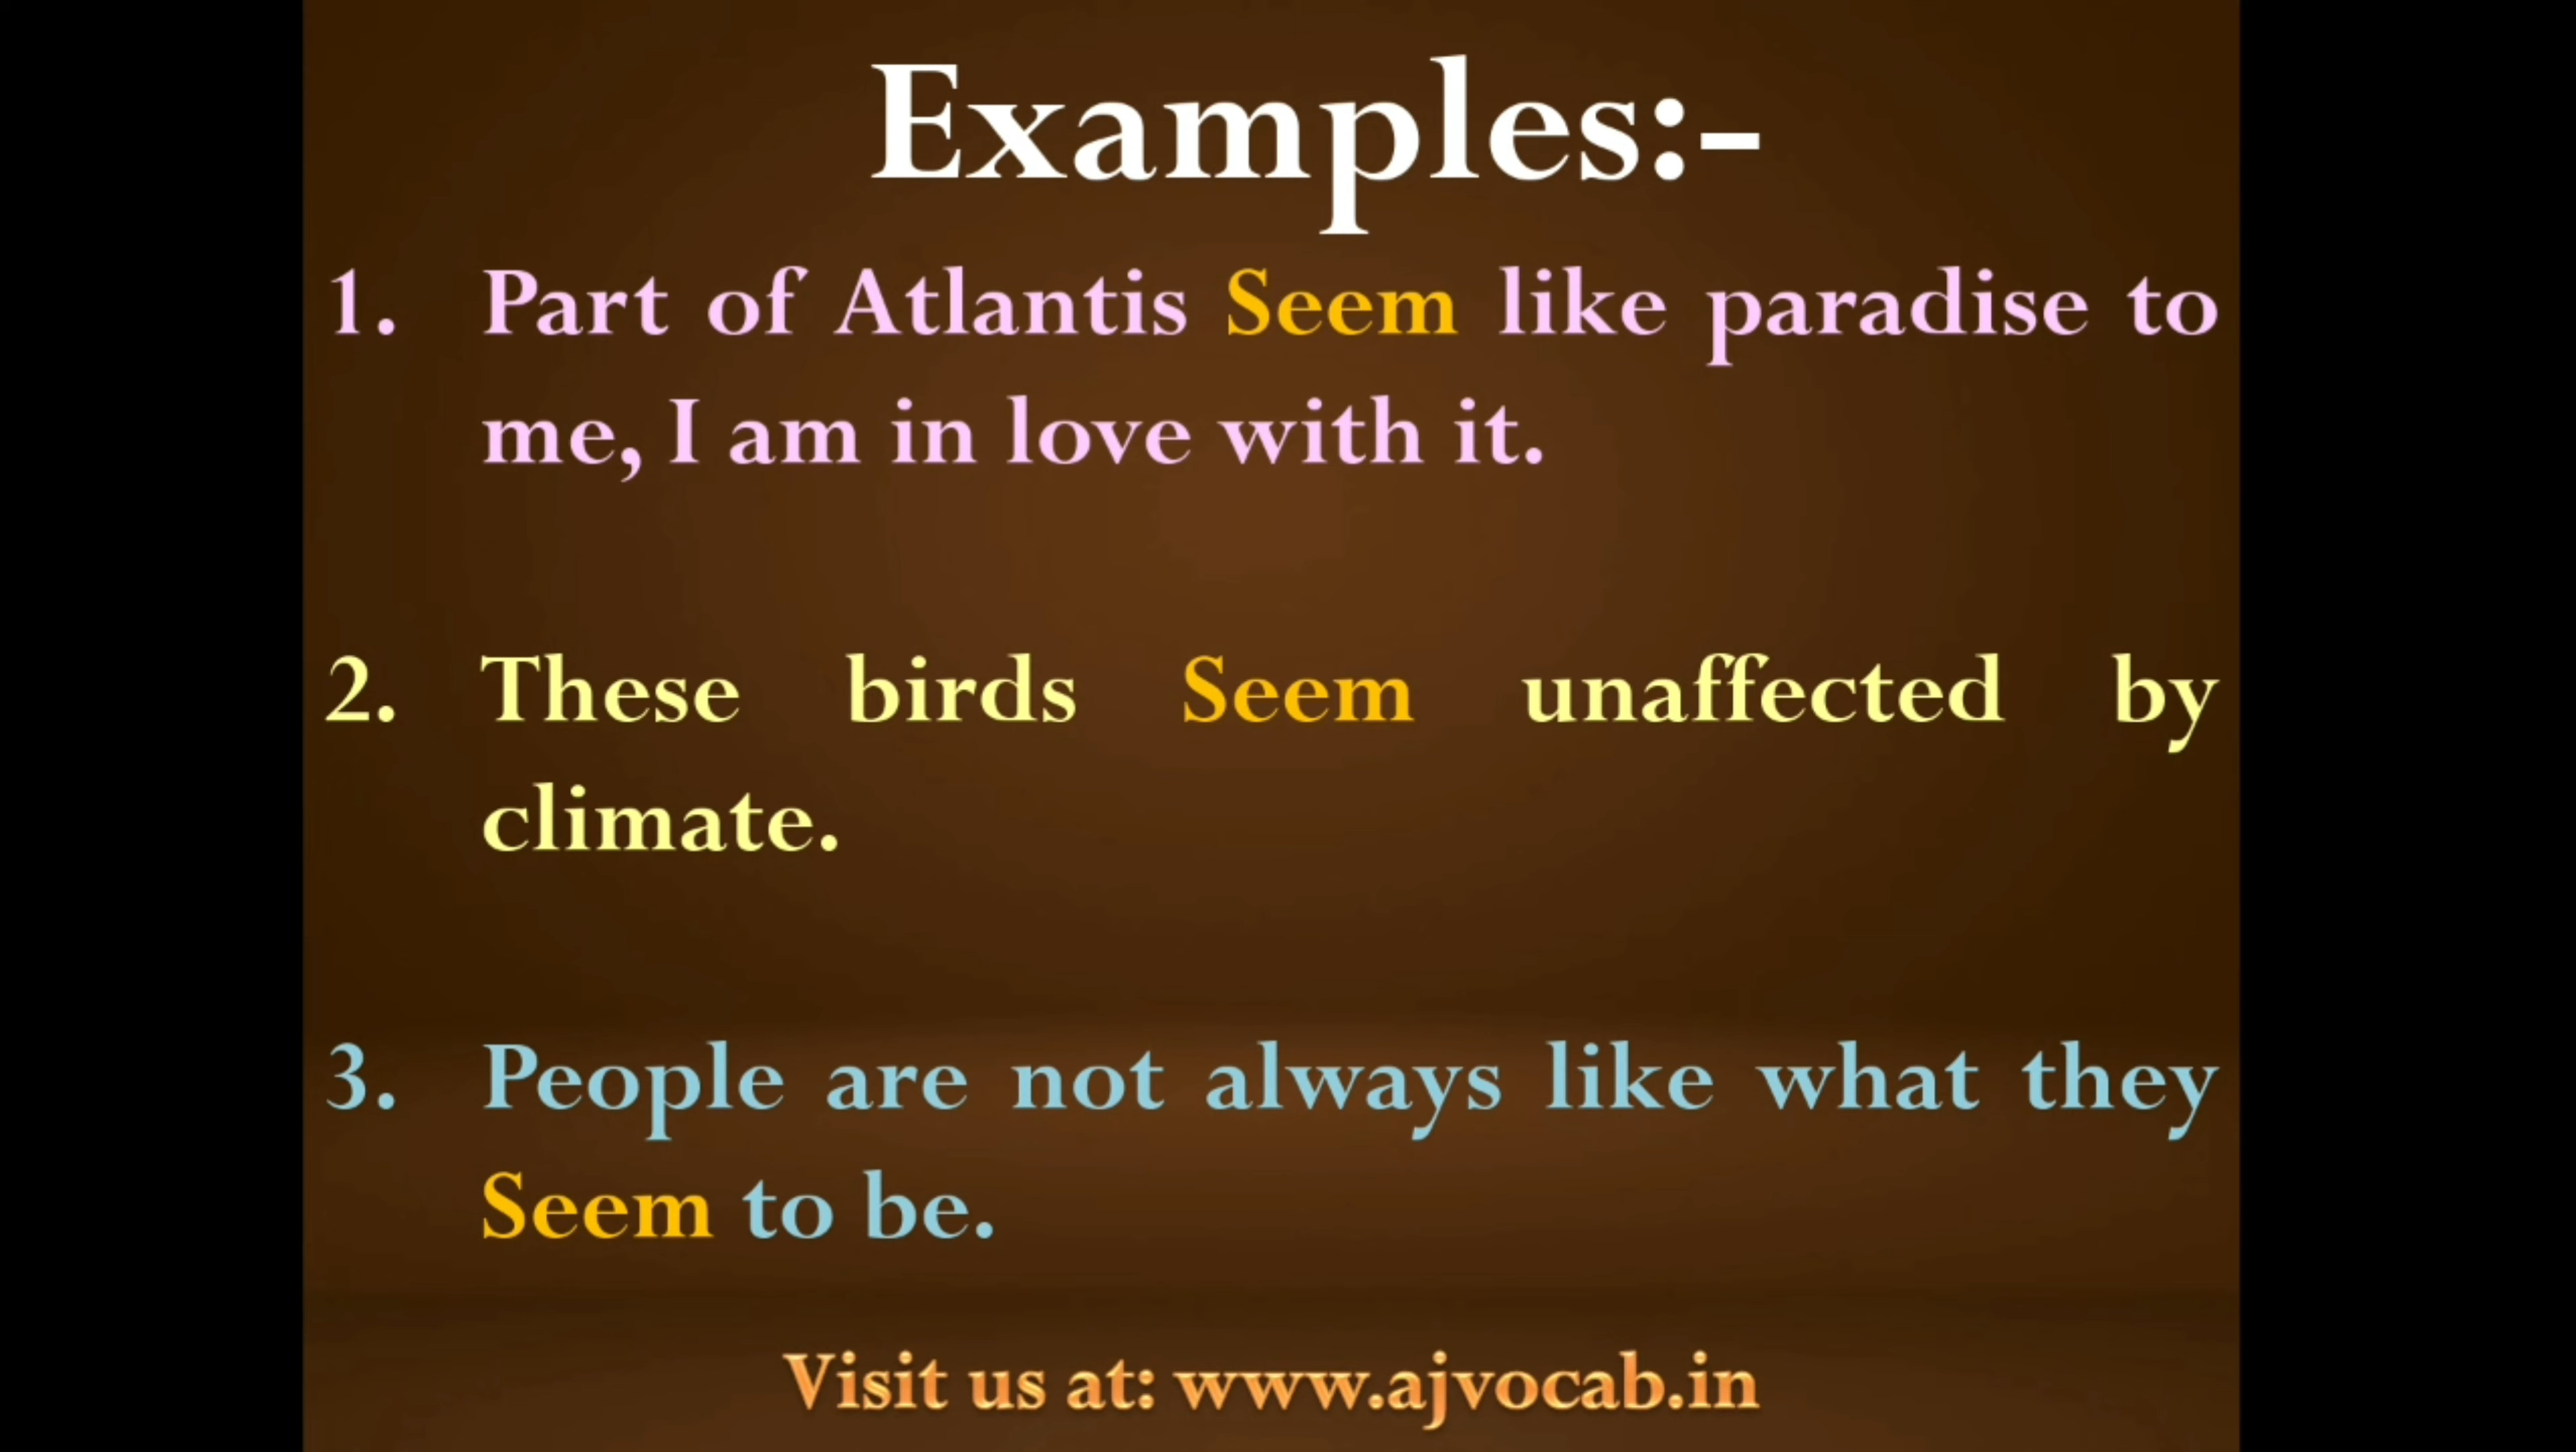 Examples:-
1. Part of Atlantis Seem like paradise to
me, I am in love with it.
2. These birds Seem unaffected by
climate.
3. People are not always like what they
Seem to be.
Visit us at: www.ajvocab.in